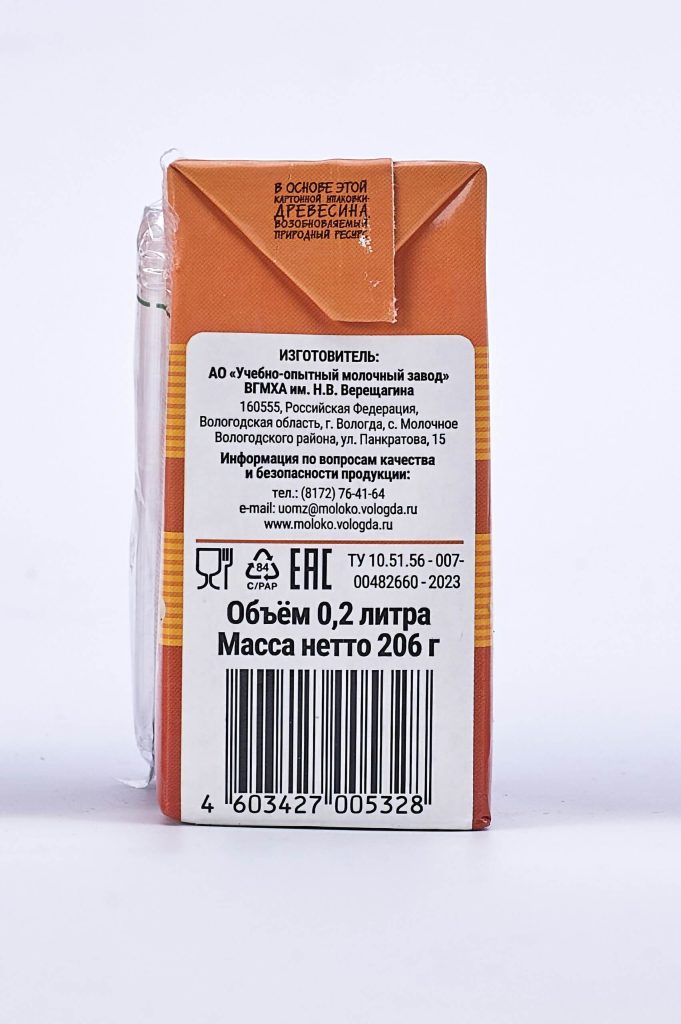 В ОСНОВЕ ЭТОЙ
КАРТОННОЙ УПАКОВКИ-
ДРЕВЕСИНА,
ВОЗОБНОВЛЯЕМЫЙ
ПРИРОДНЫЙ РЕСУРС
ИЗГОТОВИТЕЛЬ:
АО «Учебно-опытный молочный завод»
ВГМХА им. Н.В. Верещагина
160555, Российская Федерация,
Вологодская область, г. Вологда, с. Молочное
Вологодского района, ул. Панкратова, 15
Информация по вопросам качества
и безопасности продукции:
тел.: (8172) 76-41-64
e-mail: uomz@moloko.vologda.ru
www.moloko.vologda.ru
84
C/PAP
ЕАС
ТУ 10.51.56 - 007-
00482660 - 2023
Объём 0,2 литра
Масса нетто 206 г
4 603427 005328